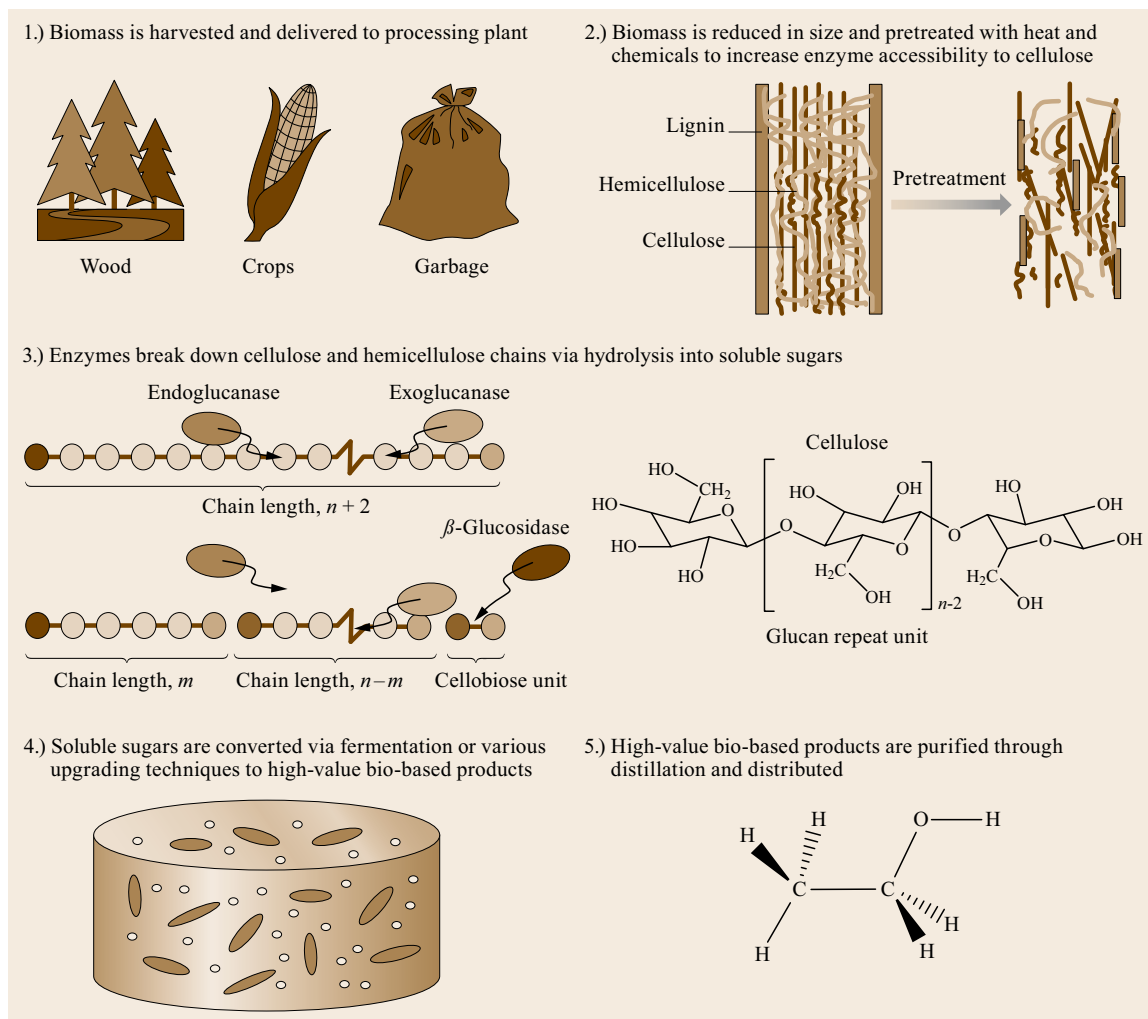 1.) Biomass is harvested and delivered to processing plant
Wood
Crops
Garbage
2.) Biomass is reduced in size and pretreated with heat and
chemicals to increase enzyme accessibility to cellulose
Lignin
Hemicellulose
Cellulose
Pretreatment
3.) Enzymes break down cellulose and hemicellulose chains via hydrolysis into soluble sugars
Endoglucanase
Exoglucanase
Chain length, n + 2
β-Glucosidase
Chain length, m
Chain length, n–m
Cellobiose unit
Cellulose
HO
CH2
HO
O
HO
HO
O
HO
OH
O
H2C
OH
n-2
O
HO
OH
O
OH
H2C
OH
Glucan repeat unit
4.) Soluble sugars are converted via fermentation or various
upgrading techniques to high-value bio-based products
5.) High-value bio-based products are purified through
distillation and distributed
H
H
O
H
C
C
H
H
H